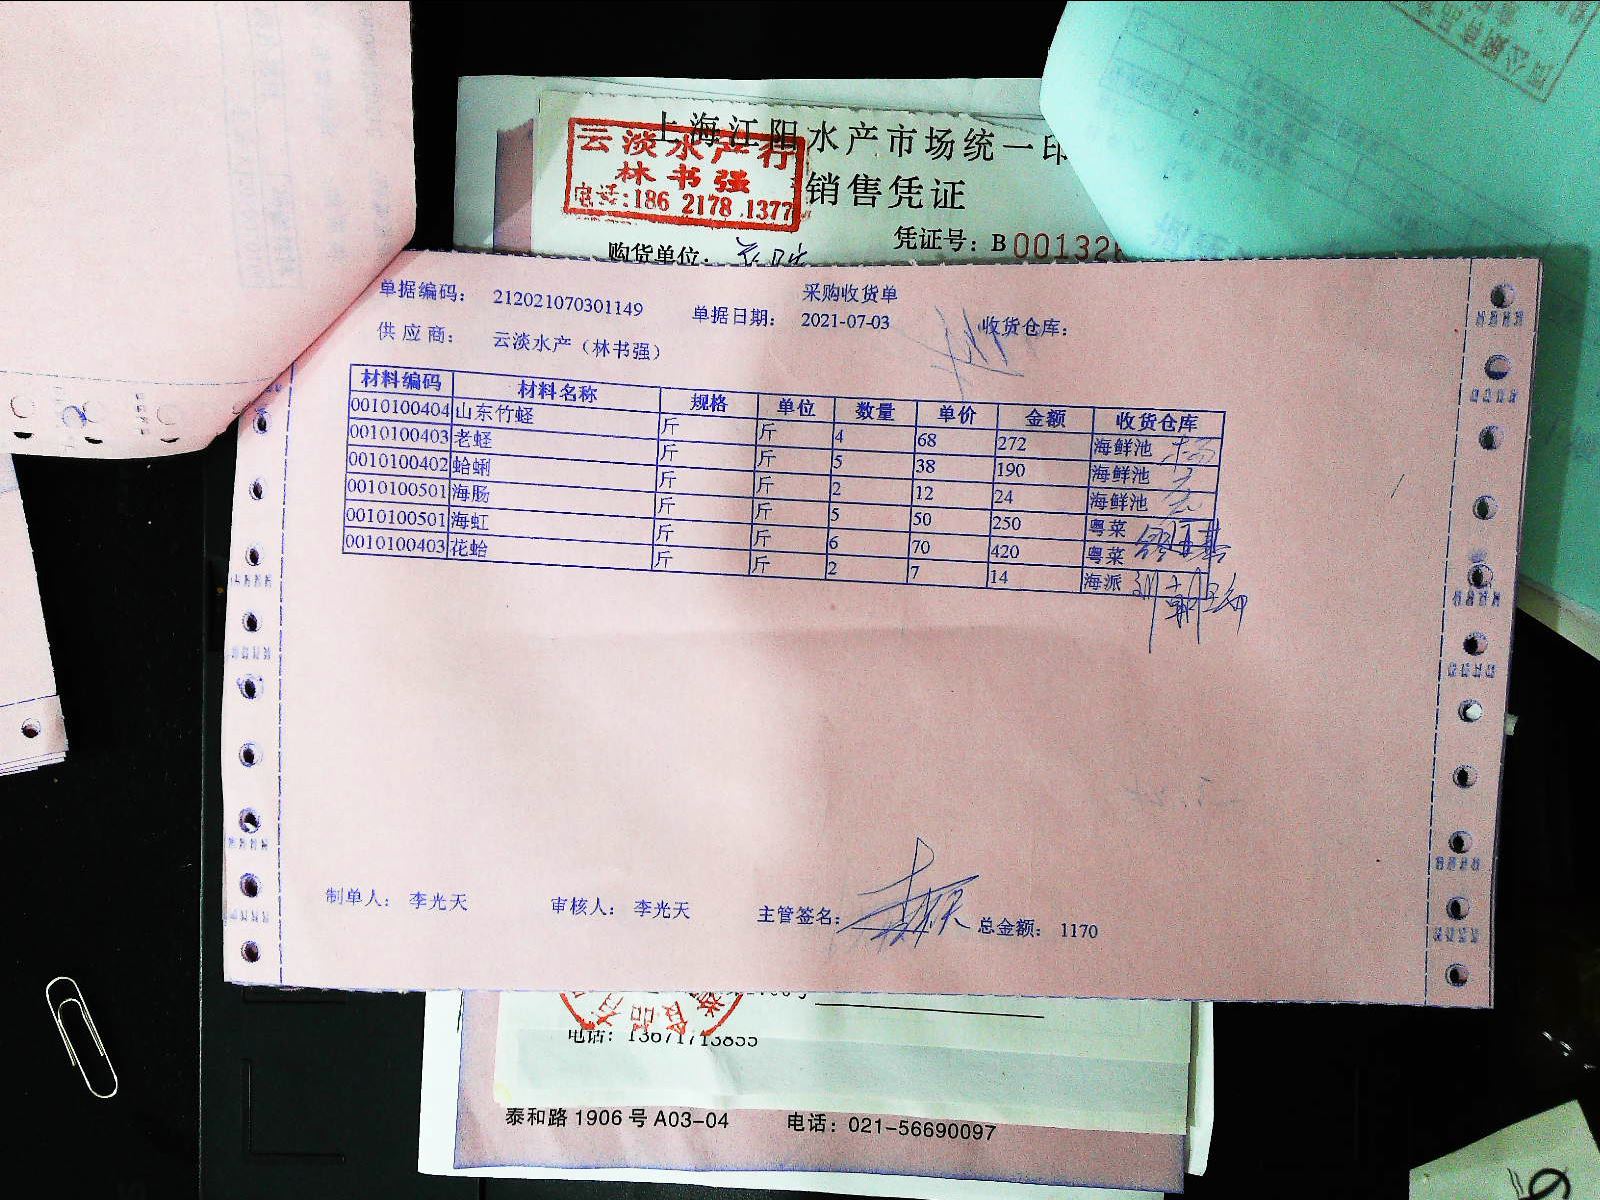 上海江阳水产市场统一印
云淡水产行
林书强
电话:186 2178 1377
销售凭证
凭证号: B 00132
购货单位:
采购收货单
单据编码: 212021070301149 单据日期: 2021-07-03 收货仓库:
供应商: 云淡水产（林书强）
材料编码 材料名称 规格 单位 数量 单价 金额 收货仓库
0010100404 山东竹蛏 斤 斤 4 68 272 海鲜池
0010100403 老蛏 斤 斤 5 38 190 海鲜池
0010100402 蛤蜊 斤 斤 2 12 24 海鲜池
0010100501 海肠 斤 斤 5 50 250 粤菜
0010100501 海虹 斤 斤 6 70 420 粤菜
0010100403 花蛤 斤 斤 2 7 14 海派
制单人: 李光天 审核人: 李光天 主管签名: 总金额: 1170
电话: 13671713855
泰和路 1906 号 A03-04 电话: 021-56690097